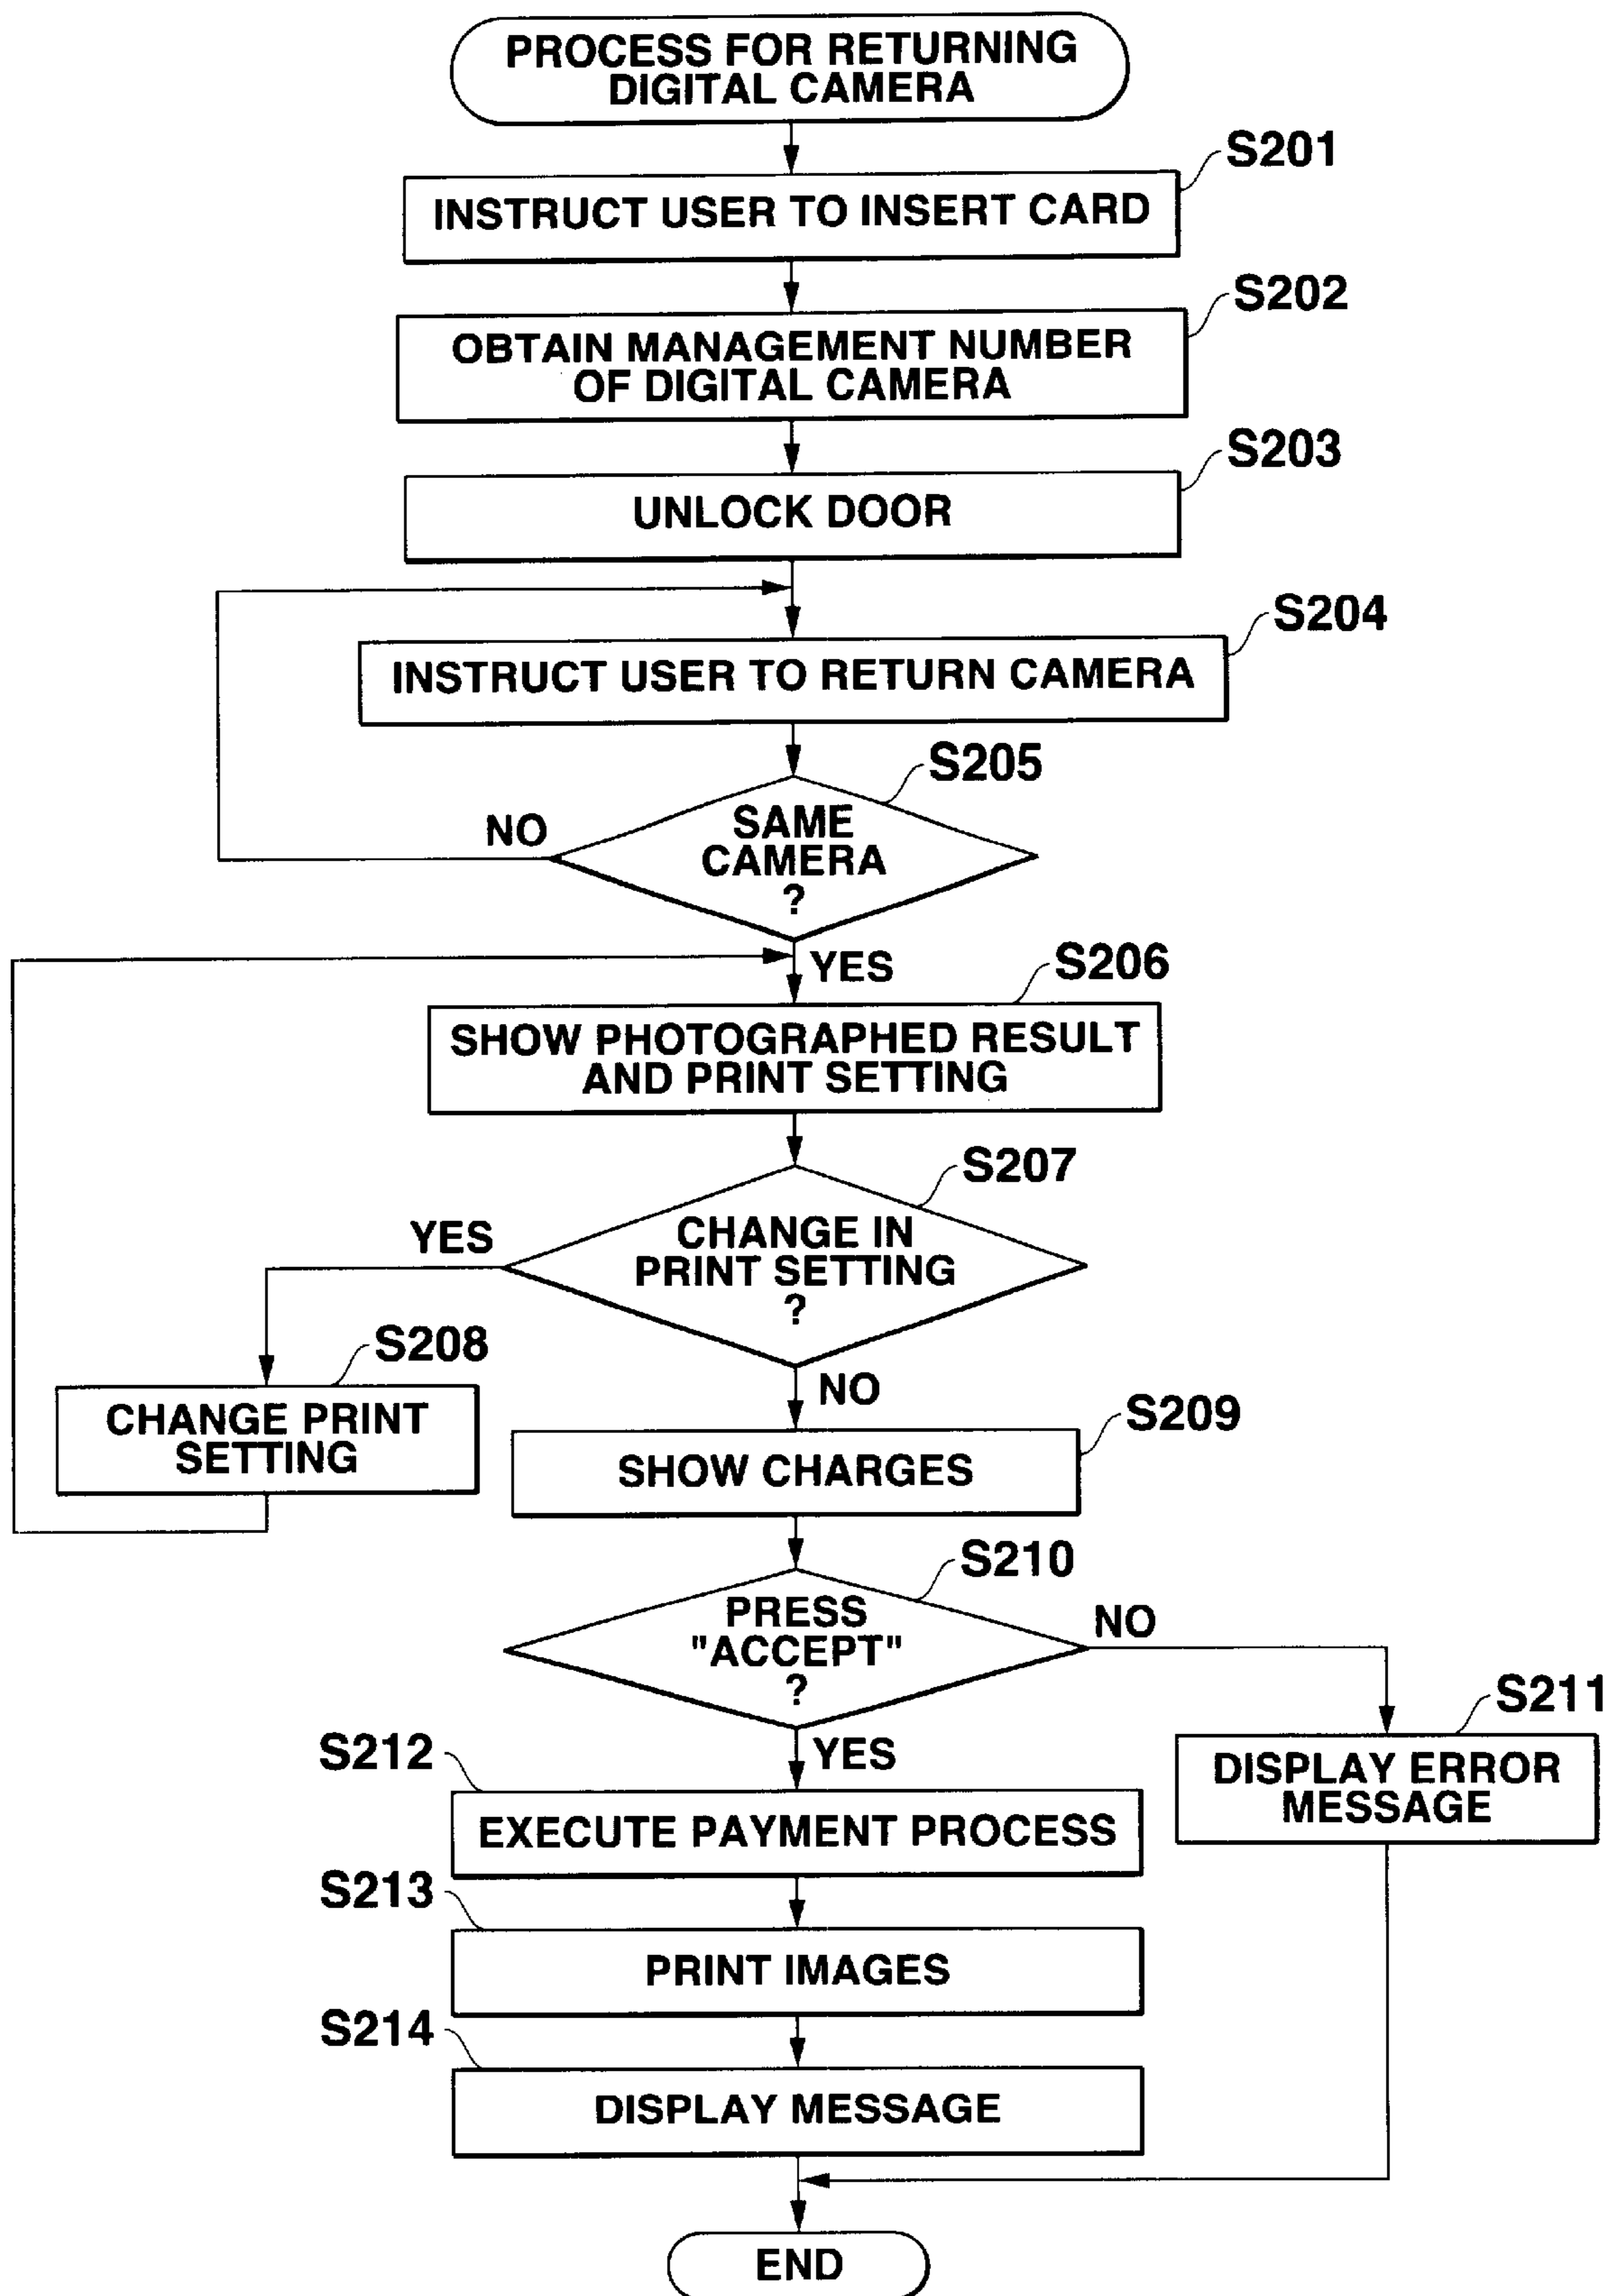 PROCESS FOR RETURNING
DIGITAL CAMERA
S201
INSTRUCT USER TO INSERT CARD
S202
OBTAIN MANAGEMENT NUMBER
OF DIGITAL CAMERA
S203
UNLOCK DOOR
S204
INSTRUCT USER TO RETURN CAMERA
S205
SAME
CAMERA
?
NO
YES
S206
SHOW PHOTOGRAPHED RESULT
AND PRINT SETTING
S207
CHANGE IN
PRINT SETTING
?
YES
S208
CHANGE PRINT
SETTING
NO
S209
SHOW CHARGES
S210
PRESS
"ACCEPT"
?
NO
S211
DISPLAY ERROR
MESSAGE
YES
S212
EXECUTE PAYMENT PROCESS
S213
PRINT IMAGES
S214
DISPLAY MESSAGE
END